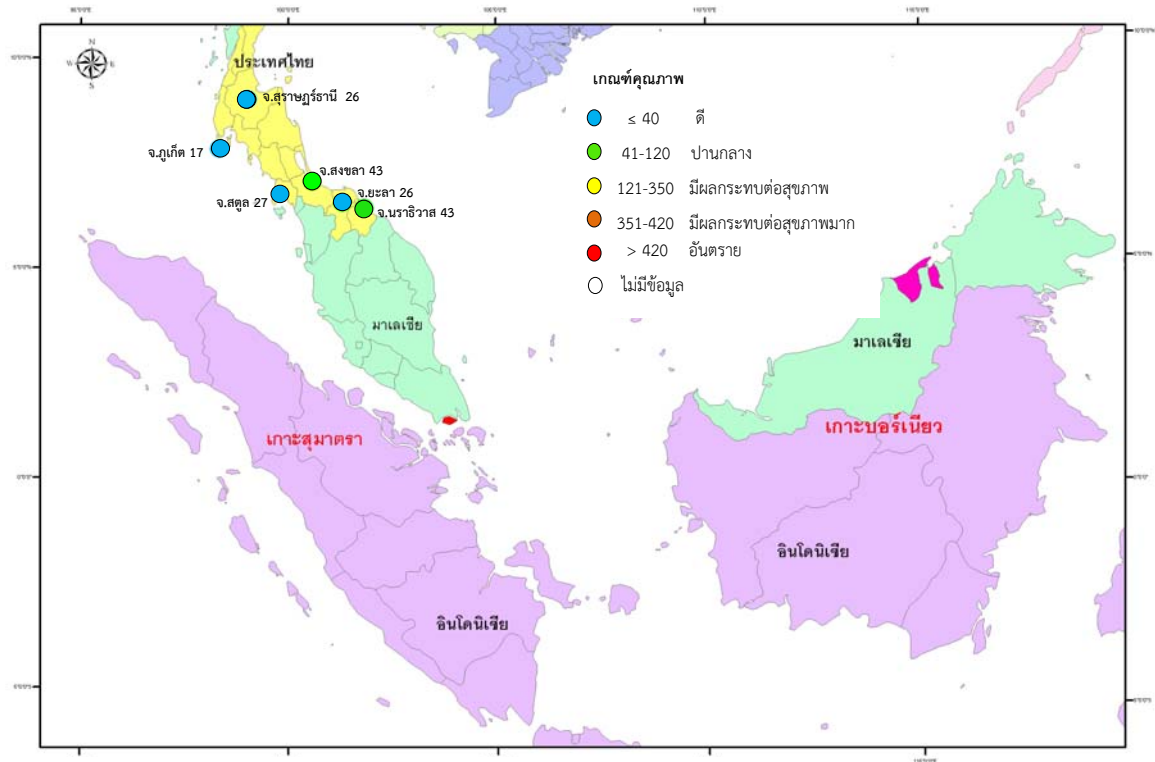 N
W E
S
ประเทศไทย
จ.สุราษฎร์ธานี 26
จ.ภูเก็ต 17
จ.สงขลา 43
จ.สตูล 27
จ.ยะลา 26
จ.นราธิวาส 43
เกณฑ์คุณภาพ
≤ 40 ดี
41-120 ปานกลาง
121-350 มีผลกระทบต่อสุขภาพ
351-420 มีผลกระทบต่อสุขภาพมาก
> 420 อันตราย
ไม่มีข้อมูล
มาเลเซีย
มาเลเซีย
เกาะสุมาตรา
เกาะบอร์เนียว
อินโดนิเซีย
อินโดนิเซีย